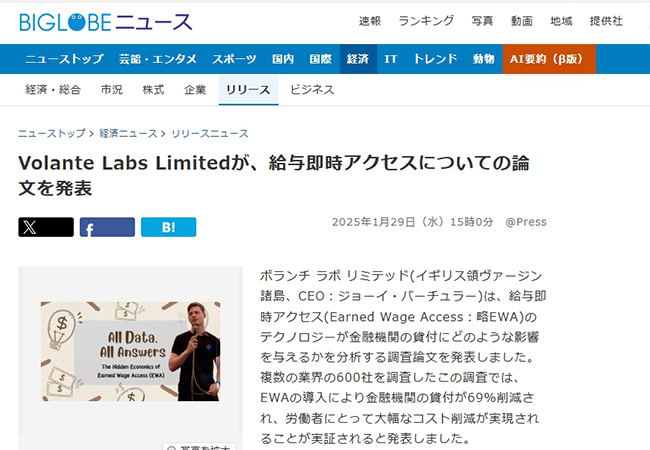 BIGLOBEニュース
速報 ランキング 写真 動画 地域 提供社
ニューストップ 芸能・エンタメ スポーツ 国内 国際 経済 IT トレンド 動物 AI要約（β版）
経済・総合 市況 株式 企業 リリース ビジネス
ニューストップ > 経済ニュース > リリースニュース
Volante Labs Limitedが、給与即時アクセスについての論
文を発表
X f B!
2025年1月29日（水）15時0分 @Press
All Data.
All Answers
The Hidden Economics of
Earned Wage Access (EWA)
写真を拡大
ボランチ ラボ リミテッド(イギリス領ヴァージン
諸島、CEO：ジョーイ・バーチュラー)は、給与即
時アクセス(Earned Wage Access：略EWA)の
テクノロジーが金融機関の貸付にどのような影響
を与えるかを分析する調査論文を発表しました。
複数の業界の600社を調査したこの調査では、
EWAの導入により金融機関の貸付が69%削減さ
れ、労働者にとって大幅なコスト削減が実現され
ることが実証されると発表しました。